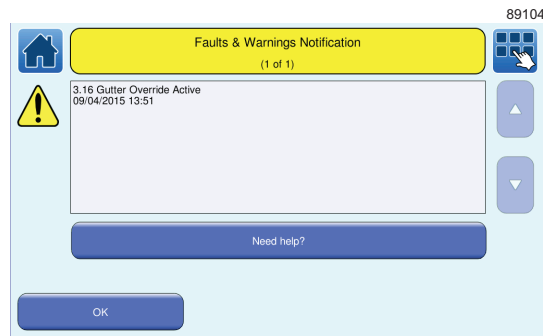 89104
Faults & Warnings Notification
(1 of 1)
3.16 Gutter Override Active
09/04/2015 13:51
Need help?
OK